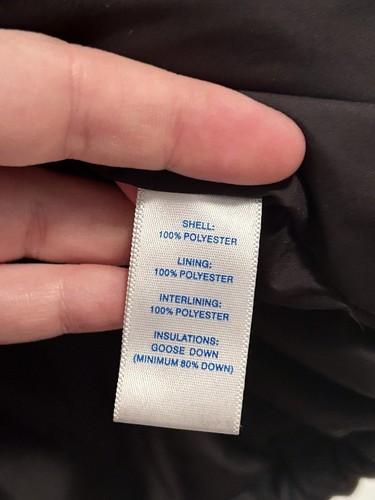 SHELL:
100% POLYESTER
LINING:
100% POLYESTER
INTERLINING:
100% POLYESTER
INSULATIONS:
GOOSE DOWN
(MINIMUM 80% DOWN)